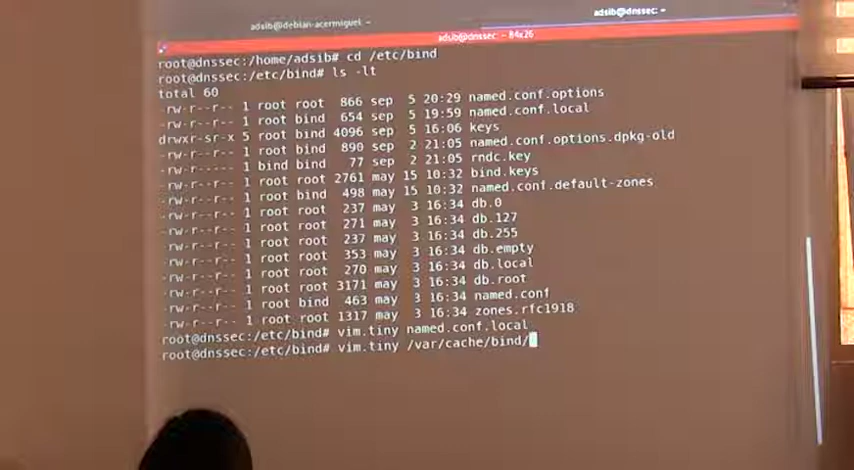 adsib@debian-acermiguel ~
adsib@dnssec: ~
adsib@dnssec: ~ 84x26
root@dnssec:/home/adsib# cd /etc/bind
root@dnssec:/etc/bind# ls -lt
total 60
-rw-r--r-- 1 root root 866 sep 5 20:29 named.conf.options
-rw-r--r-- 1 root bind 654 sep 5 19:59 named.conf.local
drwxr-sr-x 5 root bind 4096 sep 5 16:06 keys
-rw-r--r-- 1 root bind 890 sep 2 21:05 named.conf.options.dpkg-old
-rw-r----- 1 bind bind 77 sep 2 21:05 rndc.key
-rw-r--r-- 1 root root 2761 may 15 10:32 bind.keys
-rw-r--r-- 1 root bind 498 may 15 10:32 named.conf.default-zones
-rw-r--r-- 1 root root 237 may 3 16:34 db.0
-rw-r--r-- 1 root root 271 may 3 16:34 db.127
-rw-r--r-- 1 root root 237 may 3 16:34 db.255
-rw-r--r-- 1 root root 353 may 3 16:34 db.empty
-rw-r--r-- 1 root root 270 may 3 16:34 db.local
-rw-r--r-- 1 root root 3171 may 3 16:34 db.root
-rw-r--r-- 1 root bind 463 may 3 16:34 named.conf
-rw-r--r-- 1 root root 1317 may 3 16:34 zones.rfc1918
root@dnssec:/etc/bind# vim.tiny named.conf.local
root@dnssec:/etc/bind# vim.tiny /var/cache/bind/